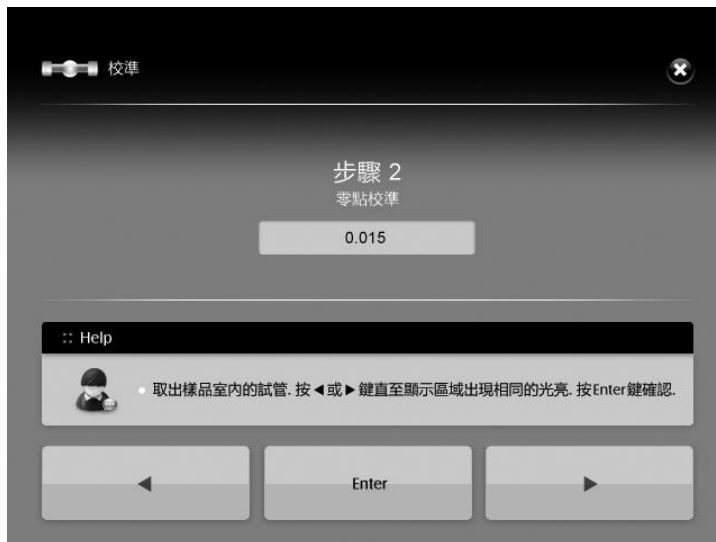 校準
步驟 2
零點校準
0.015
:: Help
取出樣品室內的試管. 按◀或▶鍵直至顯示區域出現相同的光亮. 按Enter鍵確認.
◀
Enter
▶